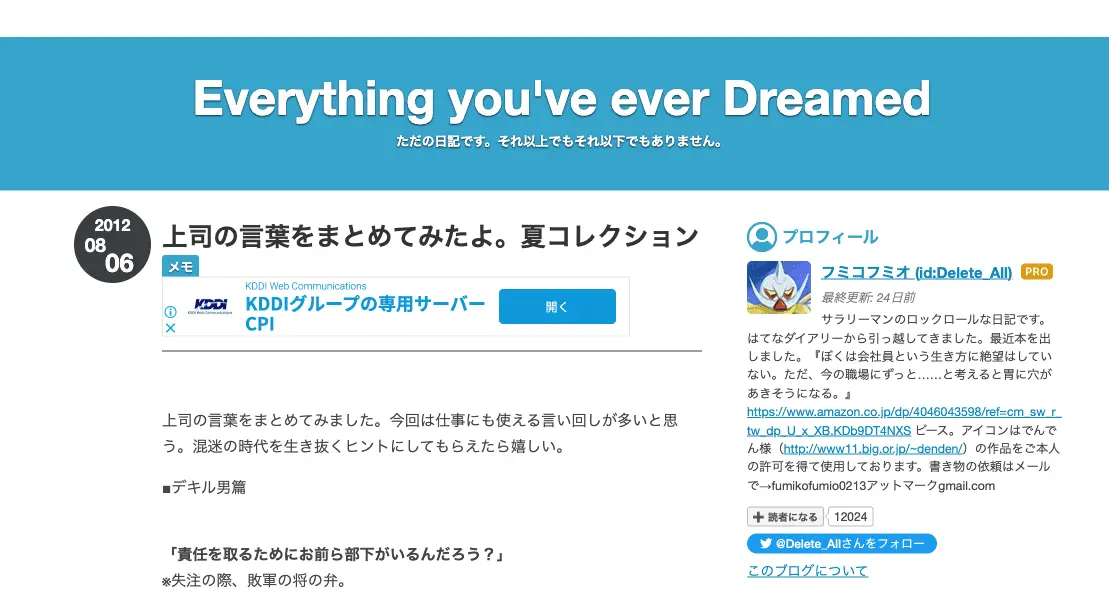 Everything you've ever Dreamed
ただの日記です。それ以上でもそれ以下でもありません。
2012
08
06
上司の言葉をまとめてみたよ。夏コレクション
メモ
KDDI Web Communications
KDDIグループの専用サーバー
CPI
KDDI
KDDI Web Communications
開く
上司の言葉をまとめてみました。今回は仕事にも使える言い回しが多いと思
う。混迷の時代を生き抜くヒントにしてもらえたら嬉しい。
■デキル男篇
「責任を取るためにお前ら部下がいるんだろう？」
※失注の際、敗軍の将の弁。
プロフィール
フミコフミオ (id:Delete_All) PRO
最終更新: 24日前
サラリーマンのロックロールな日記です。
はてなダイアリーから引っ越してきました。最近本を出
しました。『ぼくは会社員という生き方に絶望はしてい
ない。ただ、今の職場にずっと……と考えると胃に穴が
あきそうになる。』
https://www.amazon.co.jp/dp/4046043598/ref=cm_sw_r_
tw_dp_U_x_XB.KDb9DT4NXS ピース。アイコンはでんで
ん様（http://www11.big.or.jp/~denden/）の作品をご本人
の許可を得て使用しております。書き物の依頼はメール
で→fumikofumio0213アットマークgmail.com
読者になる 12024
@Delete_Allさんをフォロー
このブログについて